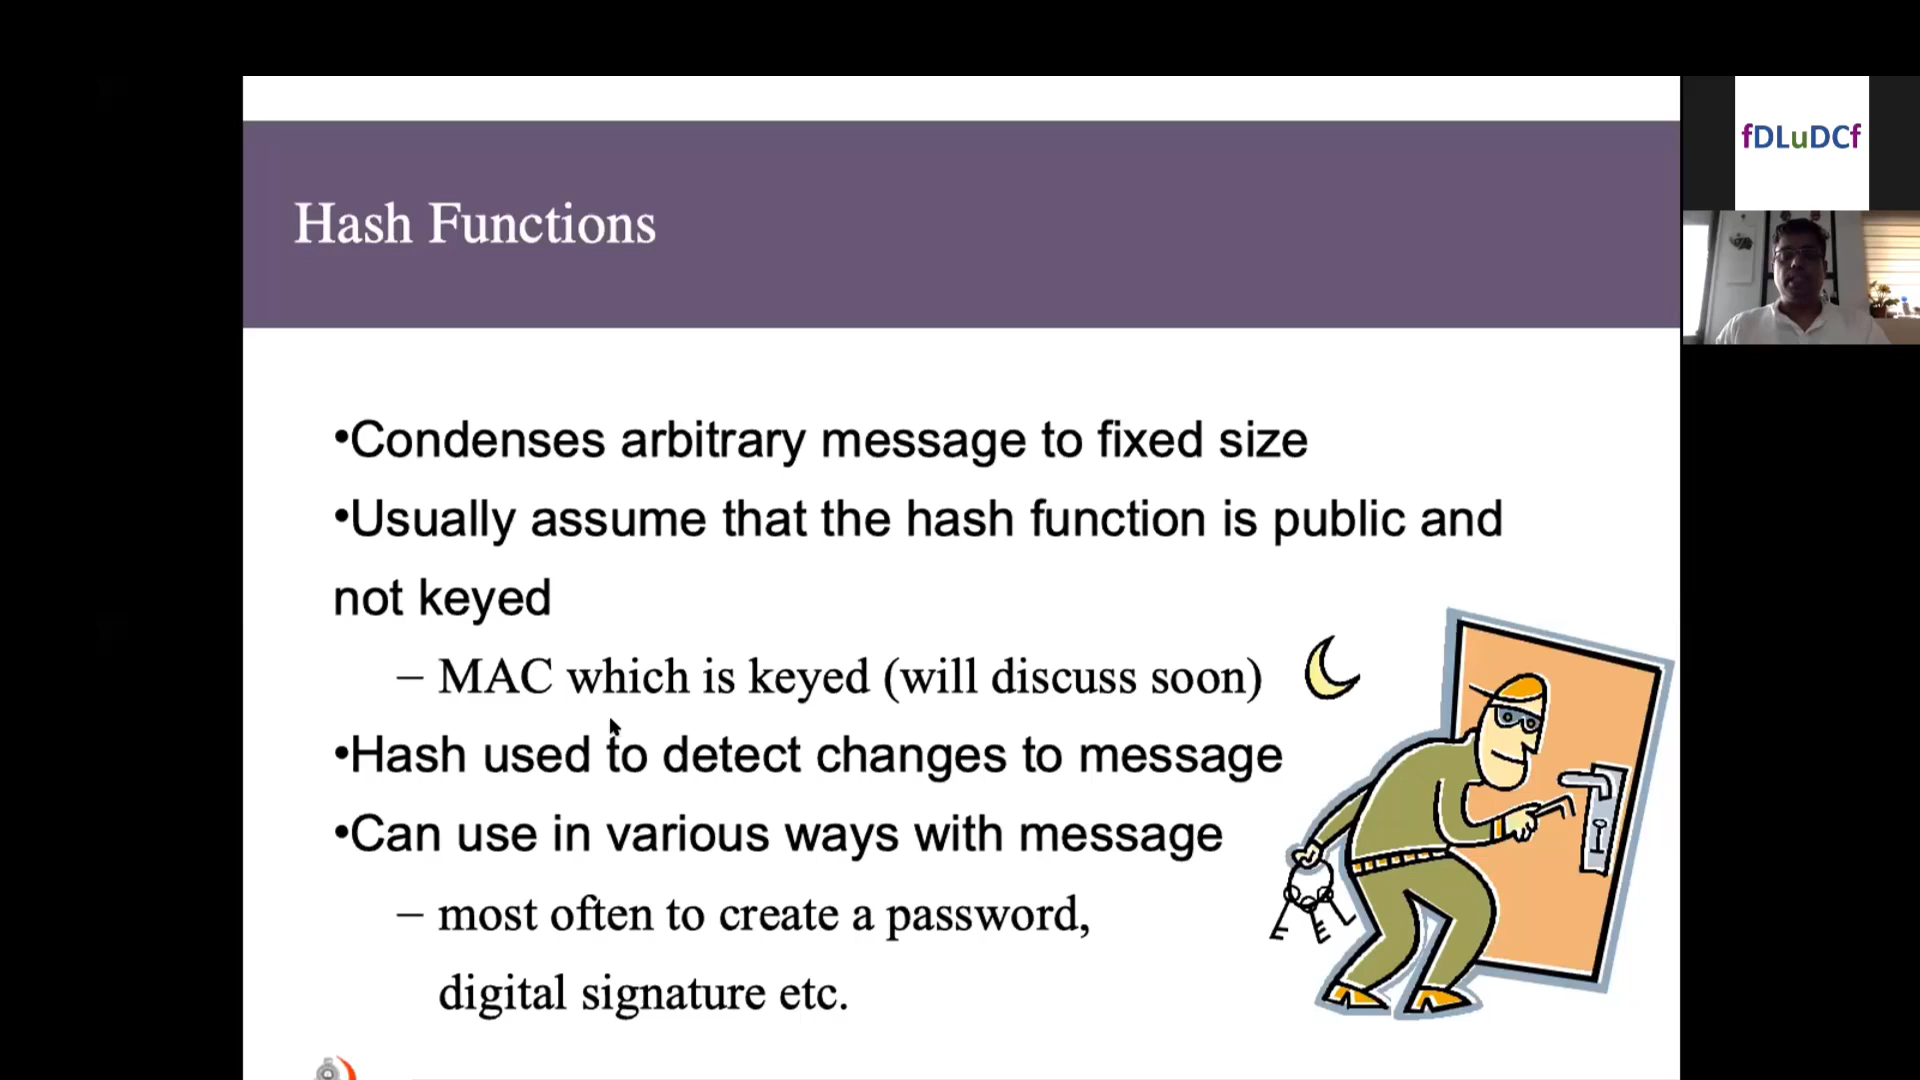 fDLuDCf
Hash Functions
•Condenses arbitrary message to fixed size
•Usually assume that the hash function is public and
not keyed
– MAC which is keyed (will discuss soon)
•Hash used to detect changes to message
•Can use in various ways with message
– most often to create a password,
digital signature etc.